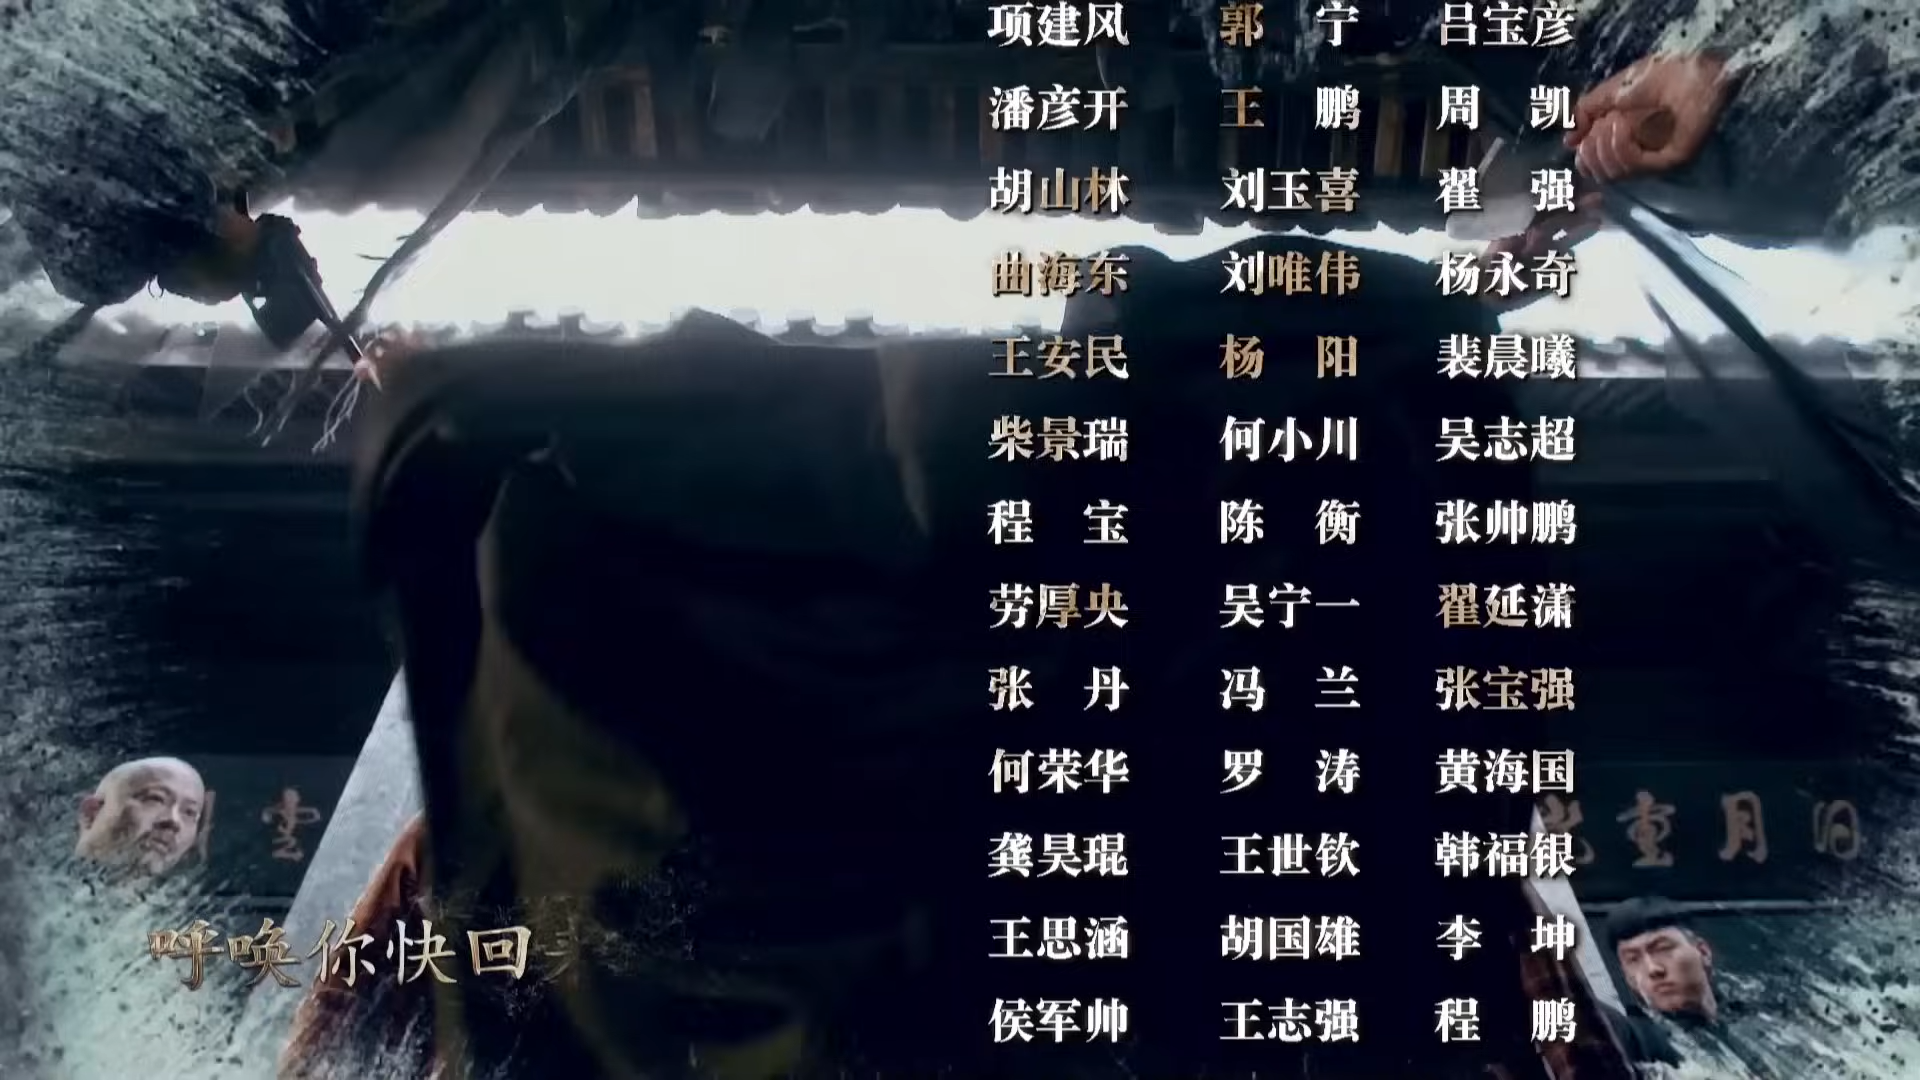 项建风 郭 宁 吕宝彦
潘彦开 王 鹏 周 凯
胡山林 刘玉喜 翟 强
曲海东 刘唯伟 杨永奇
王安民 杨 阳 裴晨曦
柴景瑞 何小川 吴志超
程 宝 陈 衡 张帅鹏
劳厚央 吴宁一 翟延潇
张 丹 冯 兰 张宝强
何荣华 罗 涛 黄海国
雲 重月旧
龚昊琨 王世钦 韩福银
王思涵 胡国雄 李 坤
呼唤你快回来
侯军帅 王志强 程 鹏